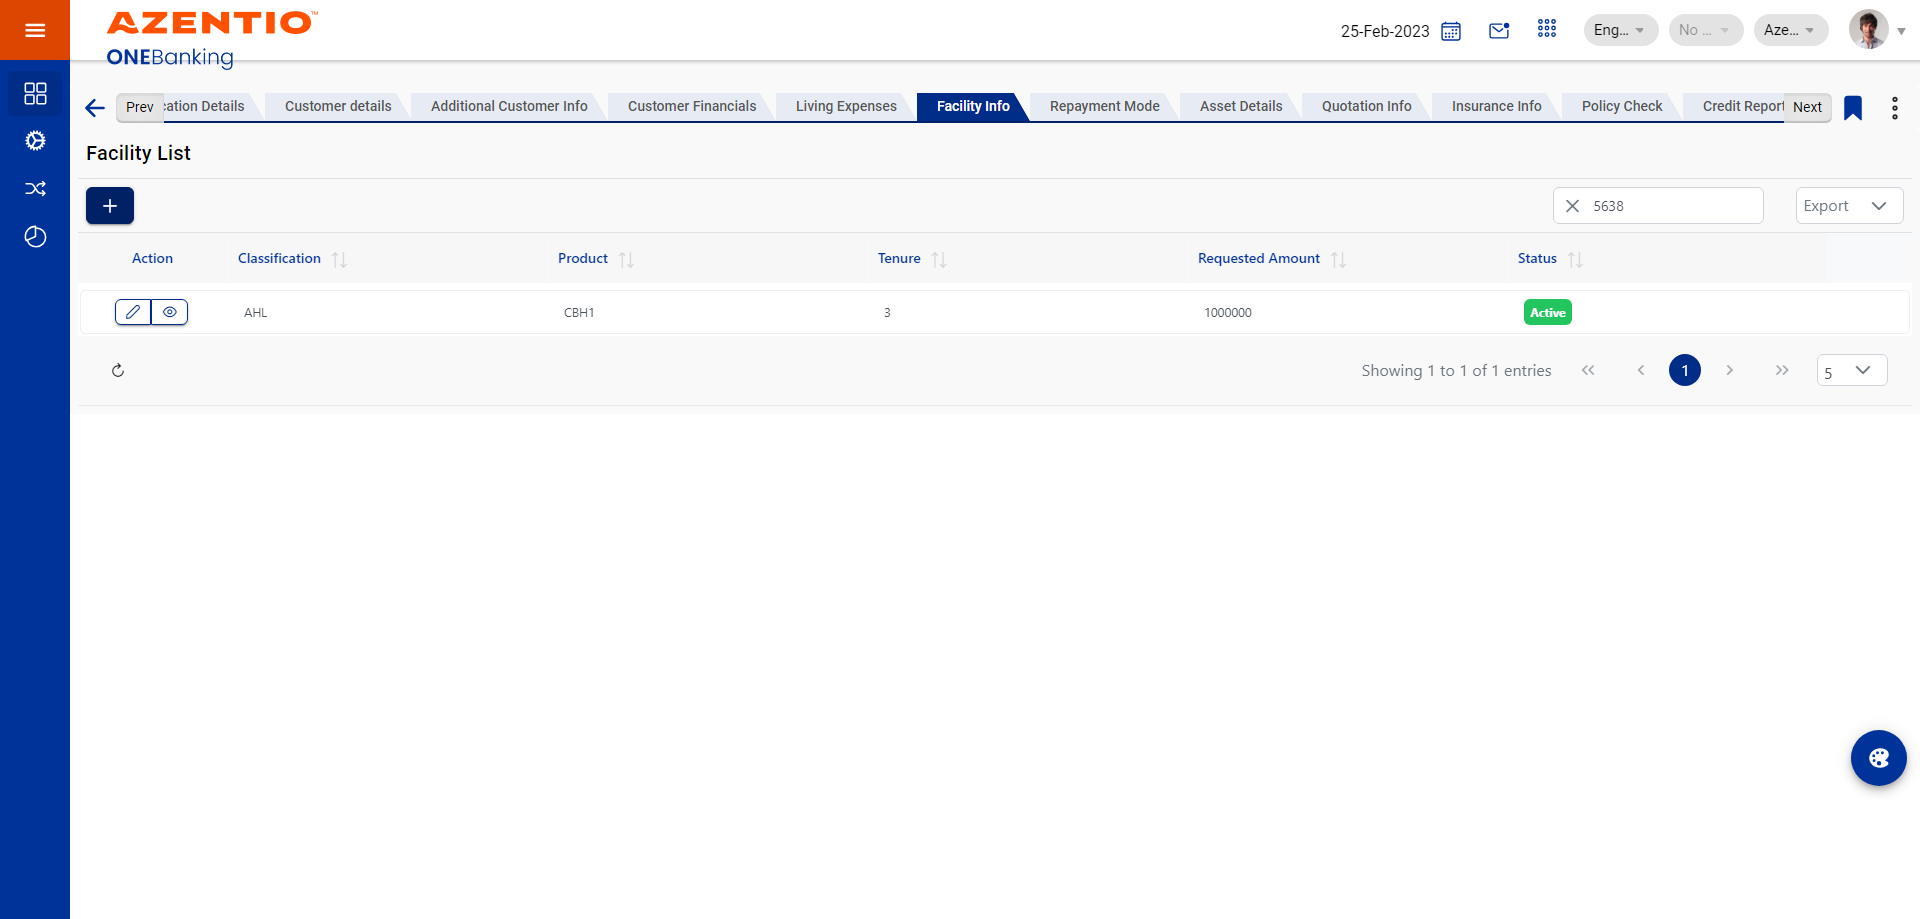 AZENTIO™
ONEBanking
25-Feb-2023
Eng...
No ...
Aze...
Prev
cation Details
Customer details
Additional Customer Info
Customer Financials
Living Expenses
Facility Info
Repayment Mode
Asset Details
Quotation Info
Insurance Info
Policy Check
Credit Report
Next
Facility List
+
5638
Export
Action
Classification
Product
Tenure
Requested Amount
Status
AHL
CBH1
3
1000000
Active
Showing 1 to 1 of 1 entries
1
5